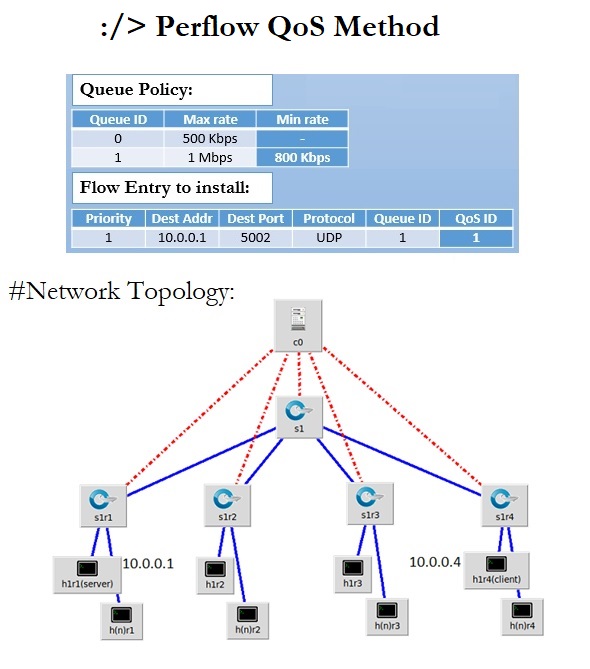 :/> Perflow QoS Method
Queue Policy:
Queue ID Max rate Min rate
0 500 Kbps -
1 1 Mbps 800 Kbps
Flow Entry to install:
Priority Dest Addr Dest Port Protocol Queue ID QoS ID
1 10.0.0.1 5002 UDP 1 1
#Network Topology:
c0
s1
s1r1 s1r2 s1r3 s1r4
10.0.0.1 10.0.0.4
h1r1(server) h1r2 h1r3 h1r4(client)
h(n)r1 h(n)r2 h(n)r3 h(n)r4